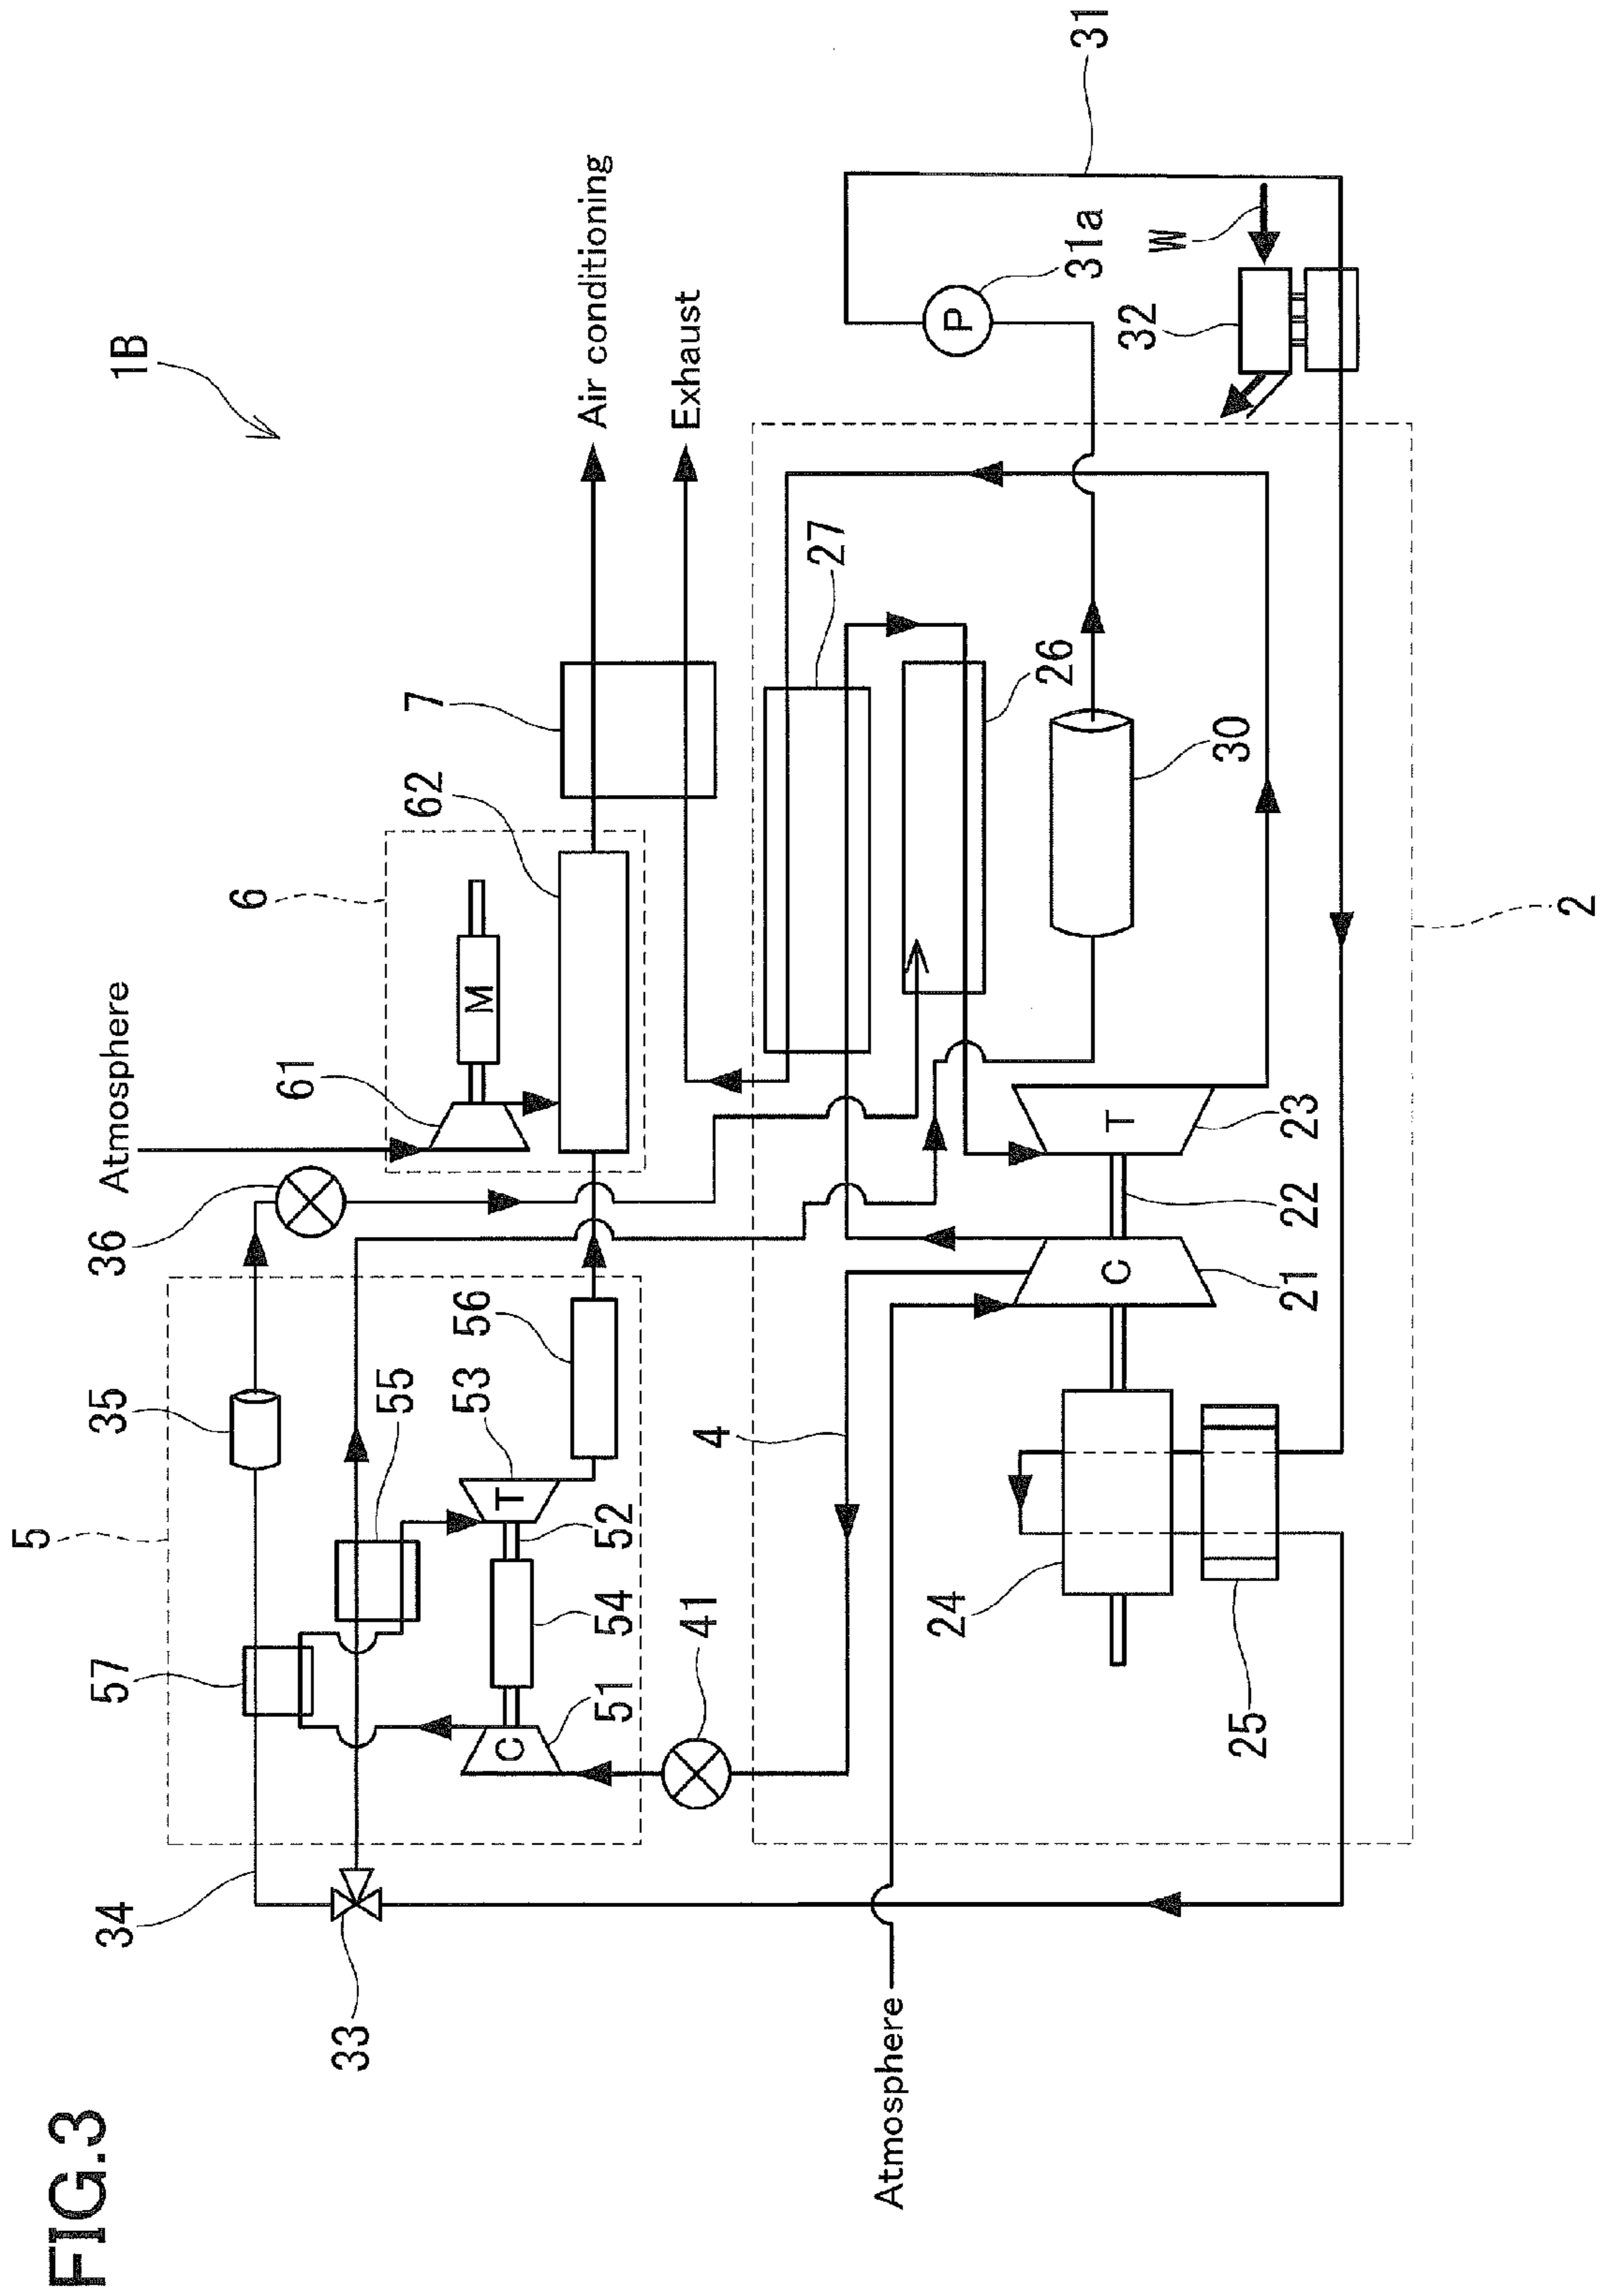 FIG.3
1B
Atmosphere
Air conditioning
Exhaust
5
34
33
57
35
55
36
61
6
M
62
7
C
51
54
52
T
53
56
41
4
27
26
30
31a
P
31
W
32
Atmosphere
24
25
C
21
22
T
23
2